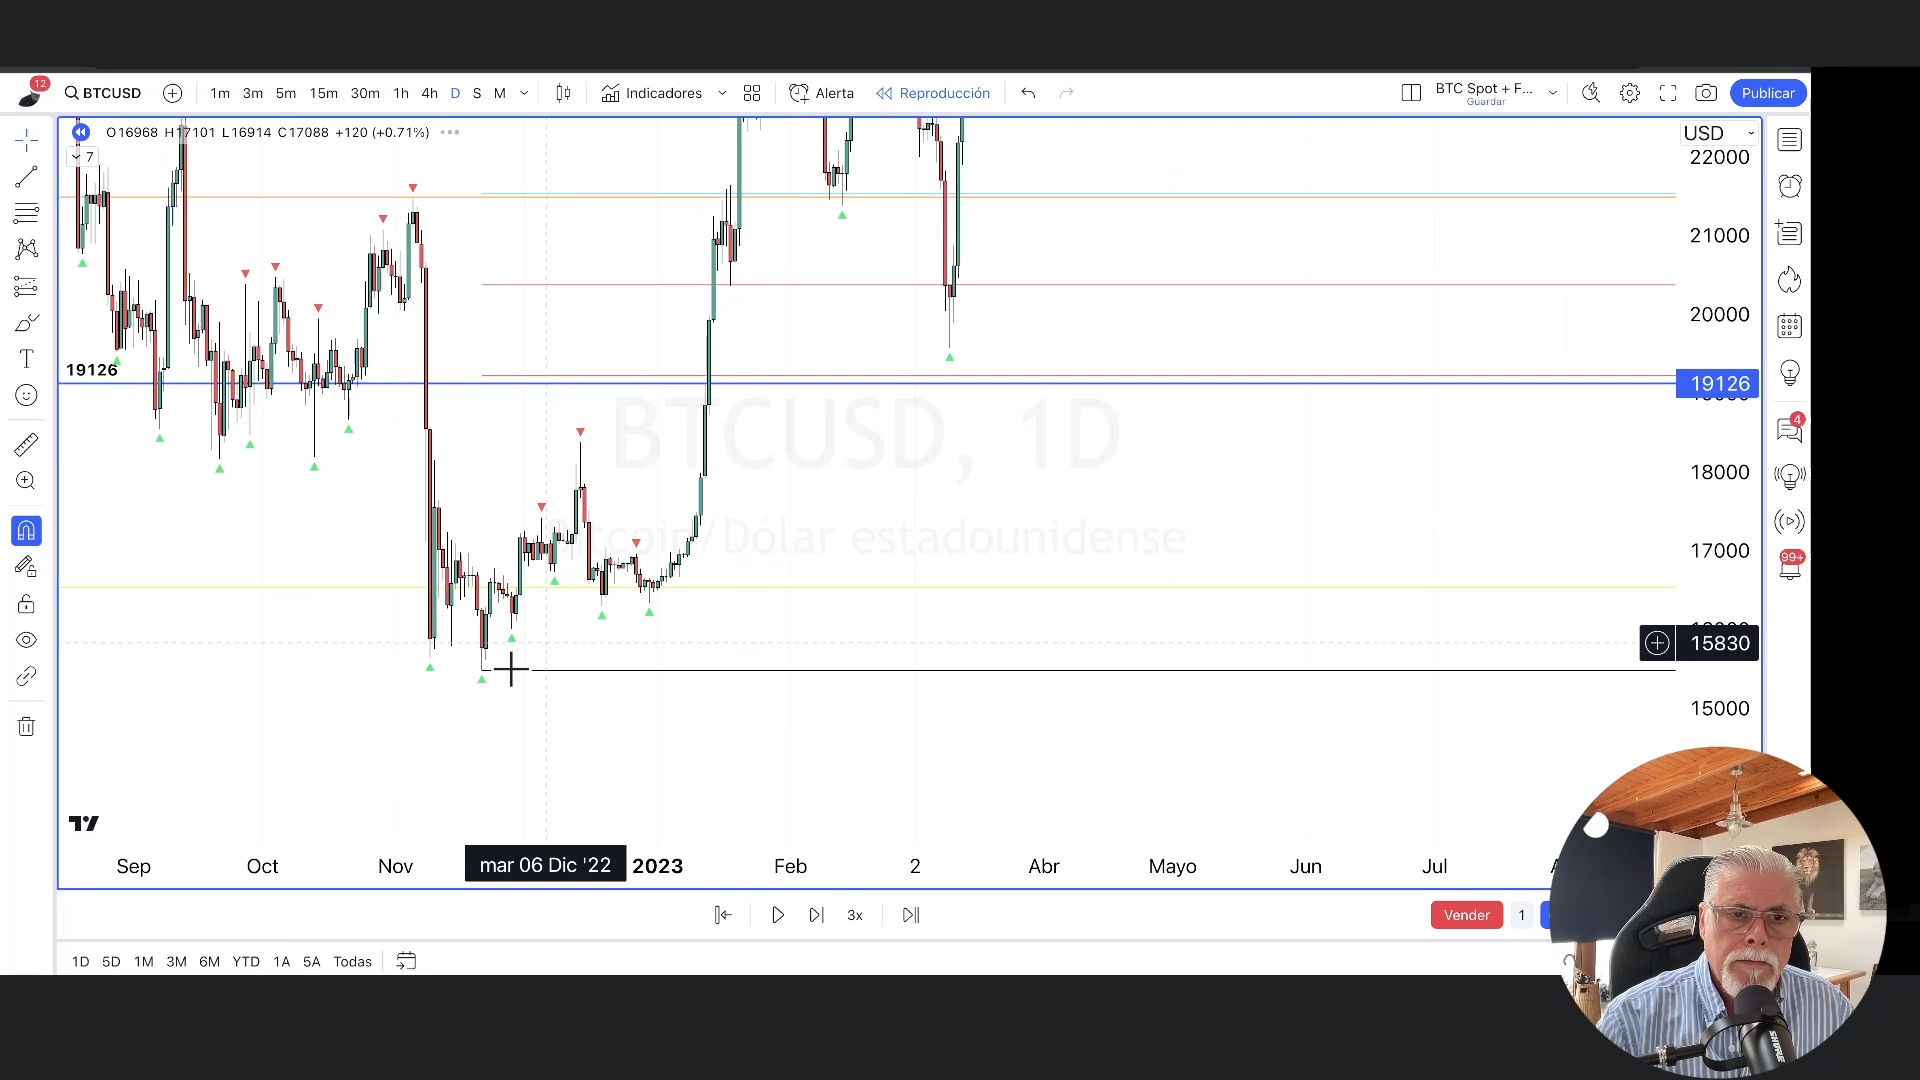 12
BTCUSD
1m 3m 5m 15m 30m 1h 4h D S M
Indicadores
Alerta
Reproducción
BTC Spot + F...
Guardar
Publicar
O16968 H17101 L16914 C17088 +120 (+0.71%)
7
USD
22000
21000
20000
19126
19126
18000
17000
15830
15000
BTCUSD, 1D
Bitcoin/Dólar estadounidense
4
99+
Sep Oct Nov mar 06 Dic '22 2023 Feb 2 Abr Mayo Jun Jul
3x
Vender 1
1D 5D 1M 3M 6M YTD 1A 5A Todas
SHURE